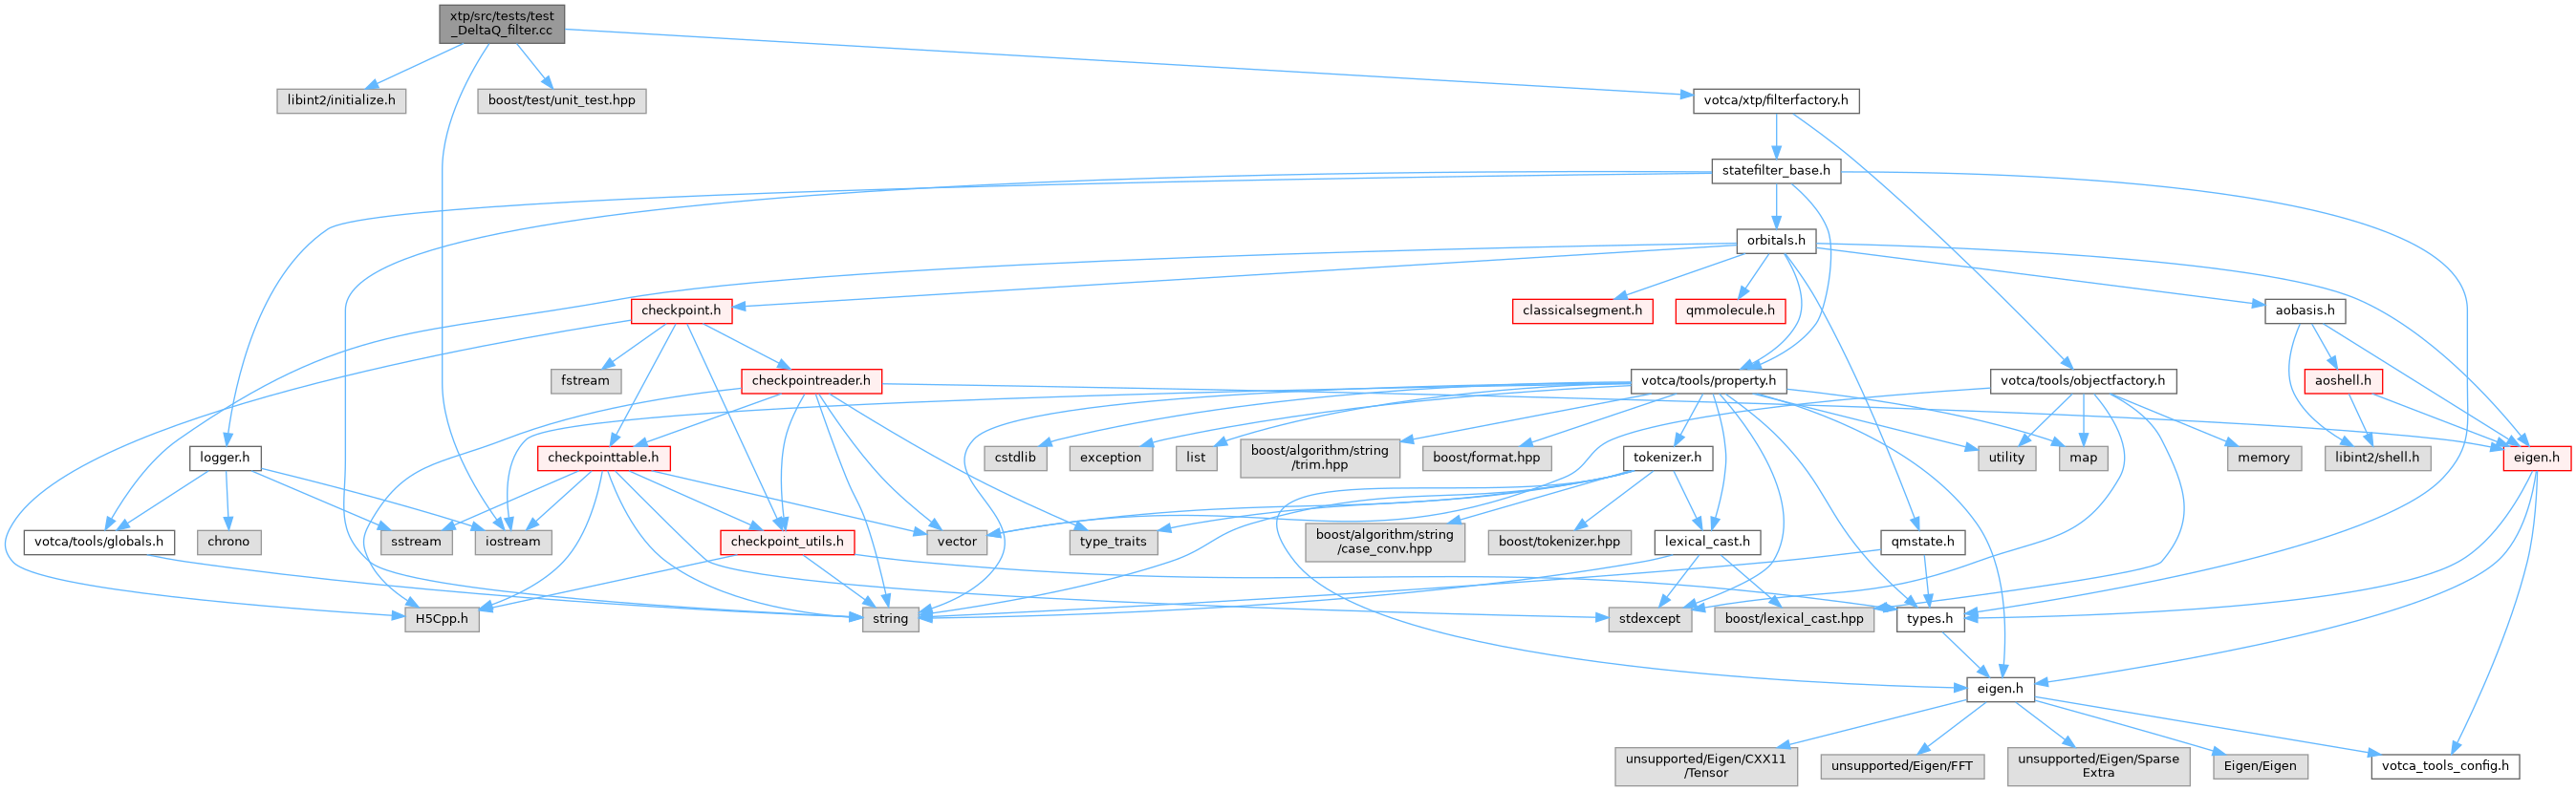 xtp/src/tests/test
_DeltaQ_filter.cc
libint2/initialize.h
boost/test/unit_test.hpp
votca/xtp/filterfactory.h
statefilter_base.h
orbitals.h
checkpoint.h
classicalsegment.h
qmmolecule.h
aobasis.h
fstream
checkpointreader.h
votca/tools/property.h
votca/tools/objectfactory.h
aoshell.h
logger.h
checkpointtable.h
cstdlib
exception
list
boost/algorithm/string
/trim.hpp
boost/format.hpp
tokenizer.h
utility
map
memory
libint2/shell.h
eigen.h
votca/tools/globals.h
chrono
sstream
iostream
checkpoint_utils.h
vector
type_traits
boost/algorithm/string
/case_conv.hpp
boost/tokenizer.hpp
lexical_cast.h
qmstate.h
H5Cpp.h
string
stdexcept
boost/lexical_cast.hpp
types.h
eigen.h
unsupported/Eigen/CXX11
/Tensor
unsupported/Eigen/FFT
unsupported/Eigen/Sparse
Extra
Eigen/Eigen
votca_tools_config.h